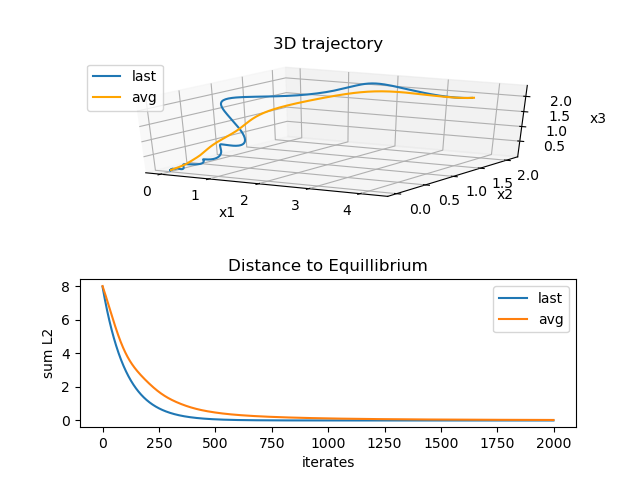 3D trajectory
last
avg
2.0
1.5
1.0
0.5
x3
0
1
2
3
4
x1
0.0
0.5
1.0
1.5
2.0
x2
Distance to Equillibrium
last
avg
8
6
4
2
0
sum L2
0
250
500
750
1000
1250
1500
1750
2000
iterates